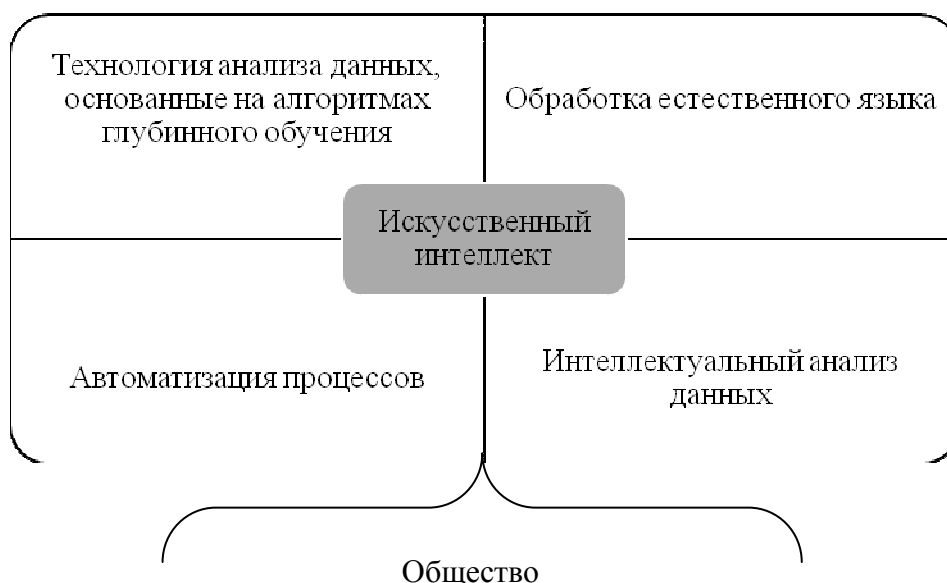 Технология анализа данных,
основанные на алгоритмах
глубинного обучения
Обработка естественного языка
Искусственный
интеллект
Автоматизация процессов
Интеллектуальный анализ
данных
Общество